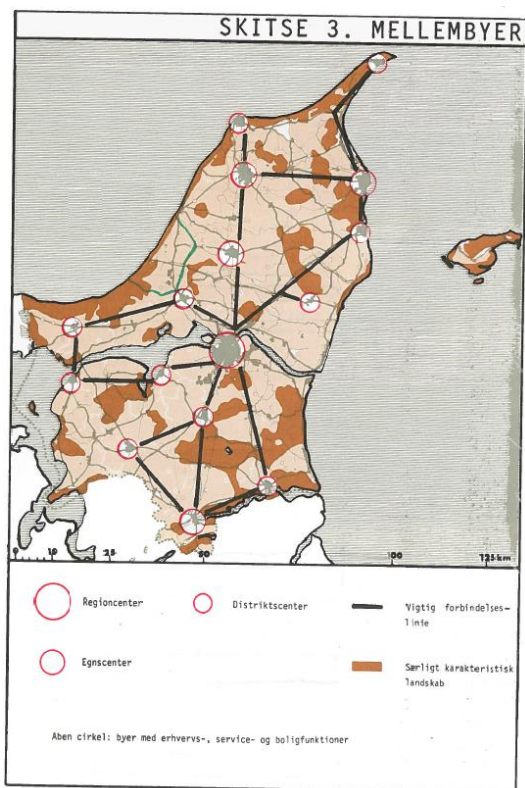 SKITSE 3. MELLEMBYER
0 10 25 50 100 125 km
Regioncenter
Distriktscenter
Vigtig forbindelses-
linie
Egnscenter
Særligt karakteristisk
landskab
Aben cirkel: byer med erhvervs-, service- og boligfunktioner